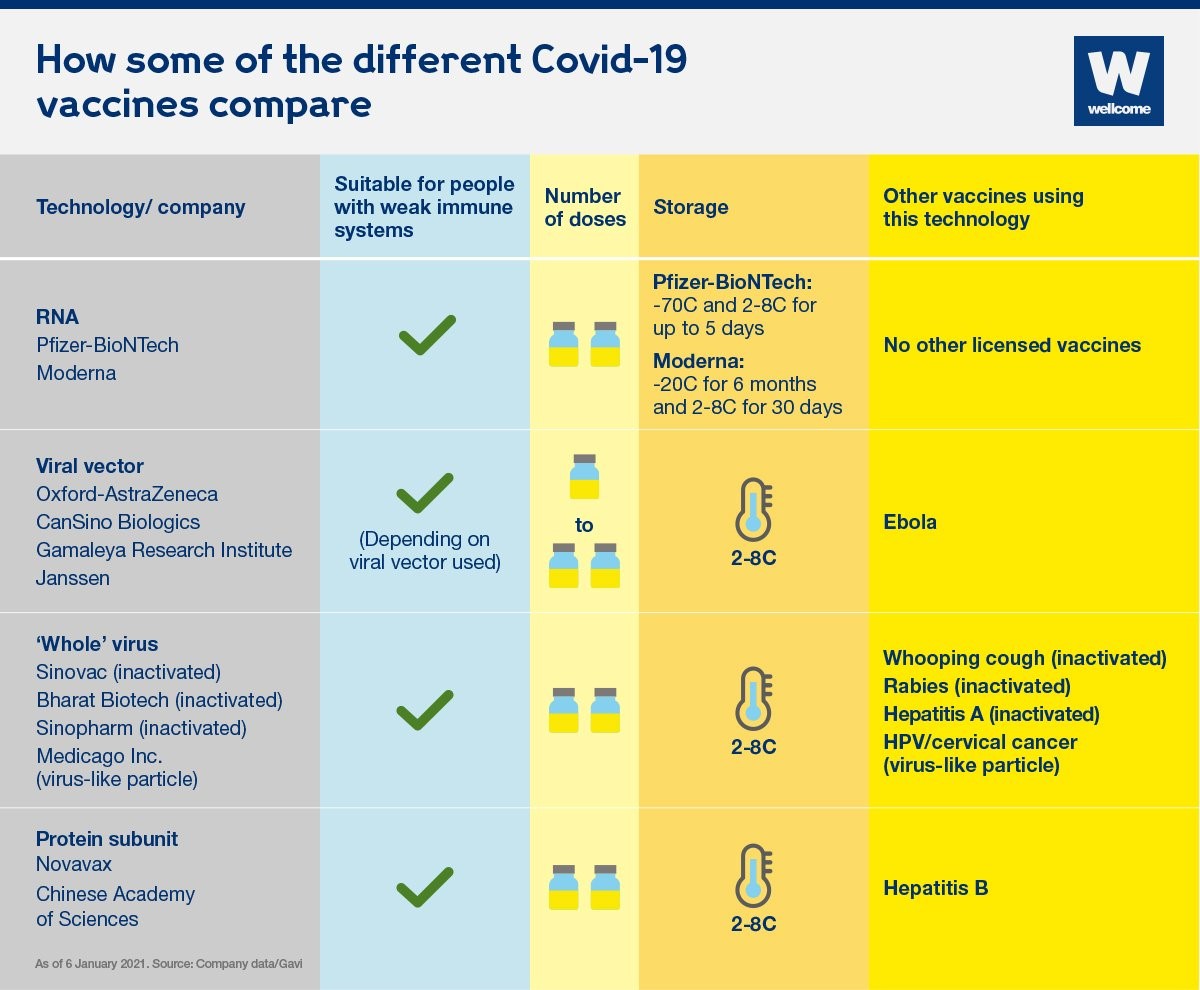 How some of the different Covid-19
vaccines compare
W
wellcome
Technology/ company
Suitable for people
with weak immune
systems
Number
of doses
Storage
Other vaccines using
this technology
RNA
Pfizer-BioNTech
Moderna
Pfizer-BioNTech:
-70C and 2-8C for
up to 5 days
Moderna:
-20C for 6 months
and 2-8C for 30 days
No other licensed vaccines
Viral vector
Oxford-AstraZeneca
CanSino Biologics
Gamaleya Research Institute
Janssen
(Depending on
viral vector used)
to
2-8C
Ebola
‘Whole’ virus
Sinovac (inactivated)
Bharat Biotech (inactivated)
Sinopharm (inactivated)
Medicago Inc.
(virus-like particle)
2-8C
Whooping cough (inactivated)
Rabies (inactivated)
Hepatitis A (inactivated)
HPV/cervical cancer
(virus-like particle)
Protein subunit
Novavax
Chinese Academy
of Sciences
2-8C
Hepatitis B
As of 6 January 2021. Source: Company data/Gavi